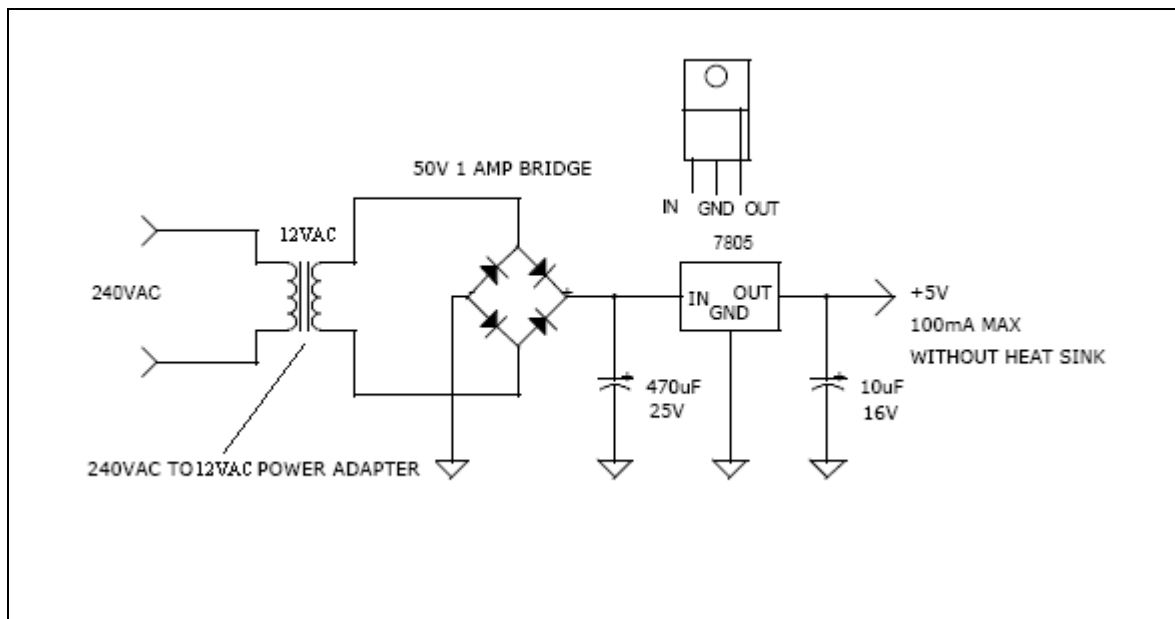 50V 1 AMP BRIDGE
IN GND OUT
7805
12VAC
240VAC
IN OUT
GND
+5V
100mA MAX
WITHOUT HEAT SINK
+
+
470uF
25V
+
10uF
16V
240VAC TO12VAC POWER ADAPTER